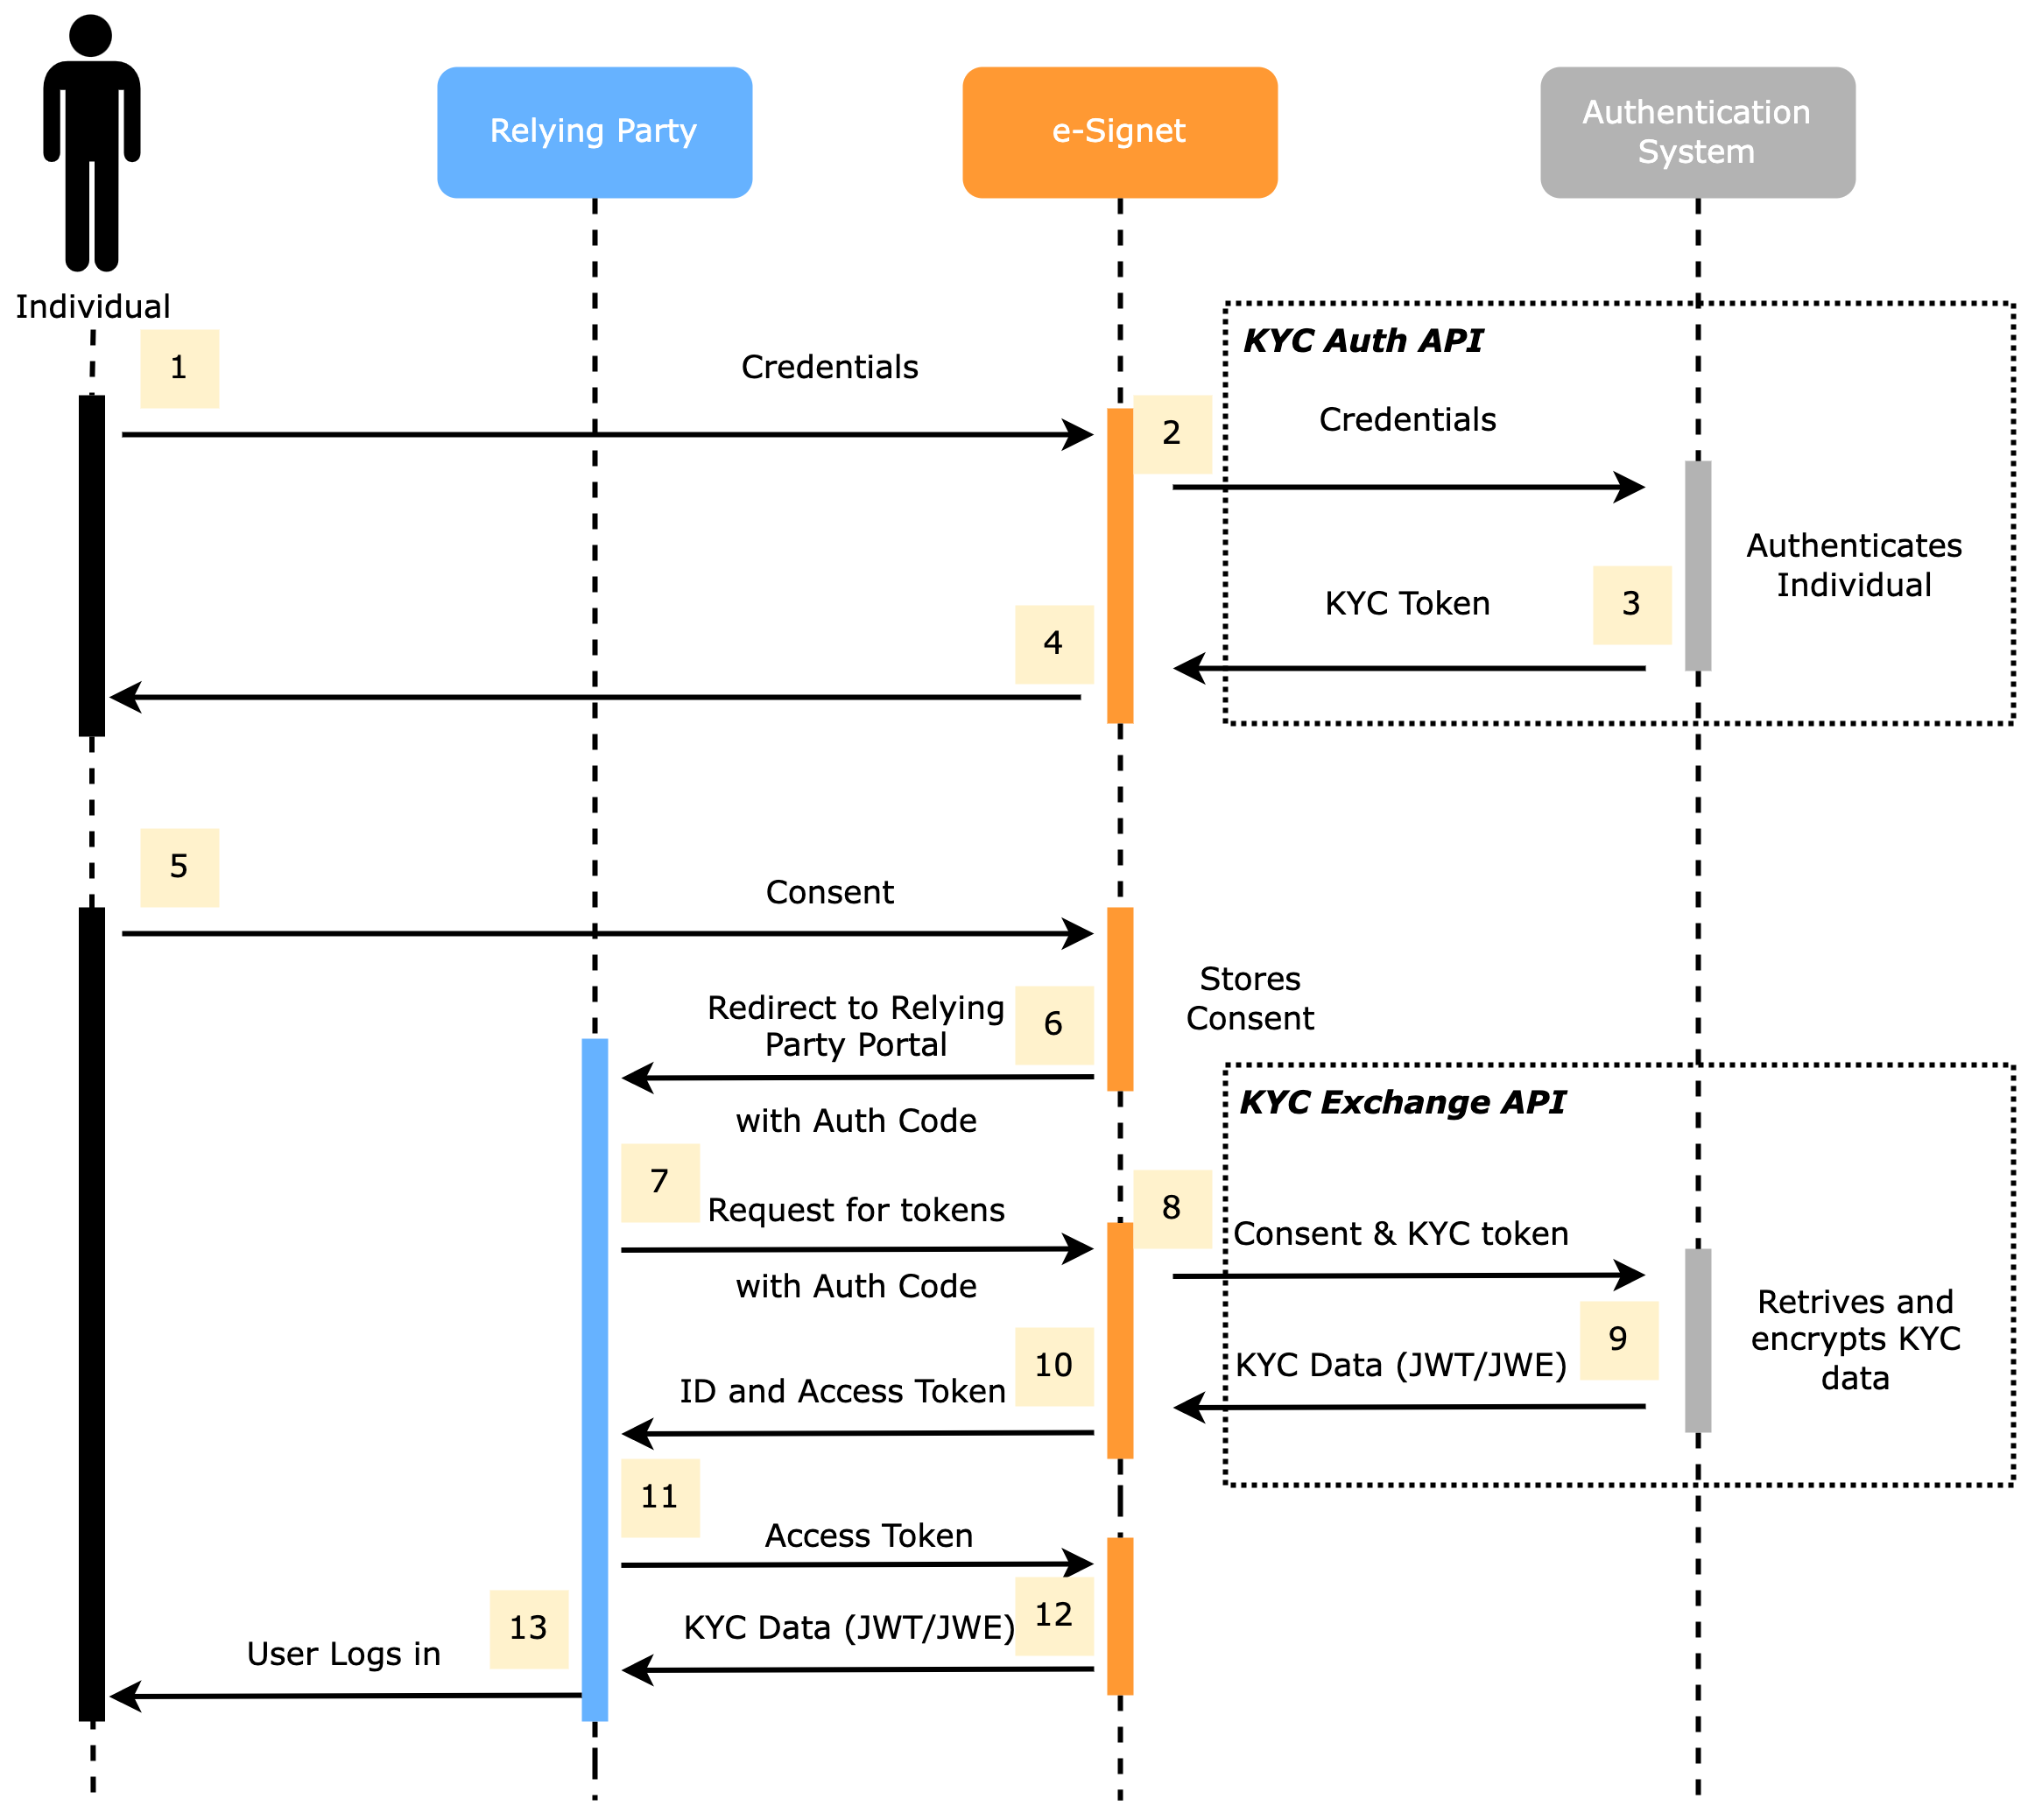 Relying Party
e-Signet
Authentication
System
Individual
KYC Auth API
1
Credentials
2
Credentials
Authenticates
Individual
3
KYC Token
4
5
Consent
Stores
Consent
6
Redirect to Relying
Party Portal
with Auth Code
KYC Exchange API
7
Request for tokens
with Auth Code
8
Consent & KYC token
9
Retrives and
encrypts KYC
data
KYC Data (JWT/JWE)
10
ID and Access Token
11
Access Token
12
KYC Data (JWT/JWE)
13
User Logs in